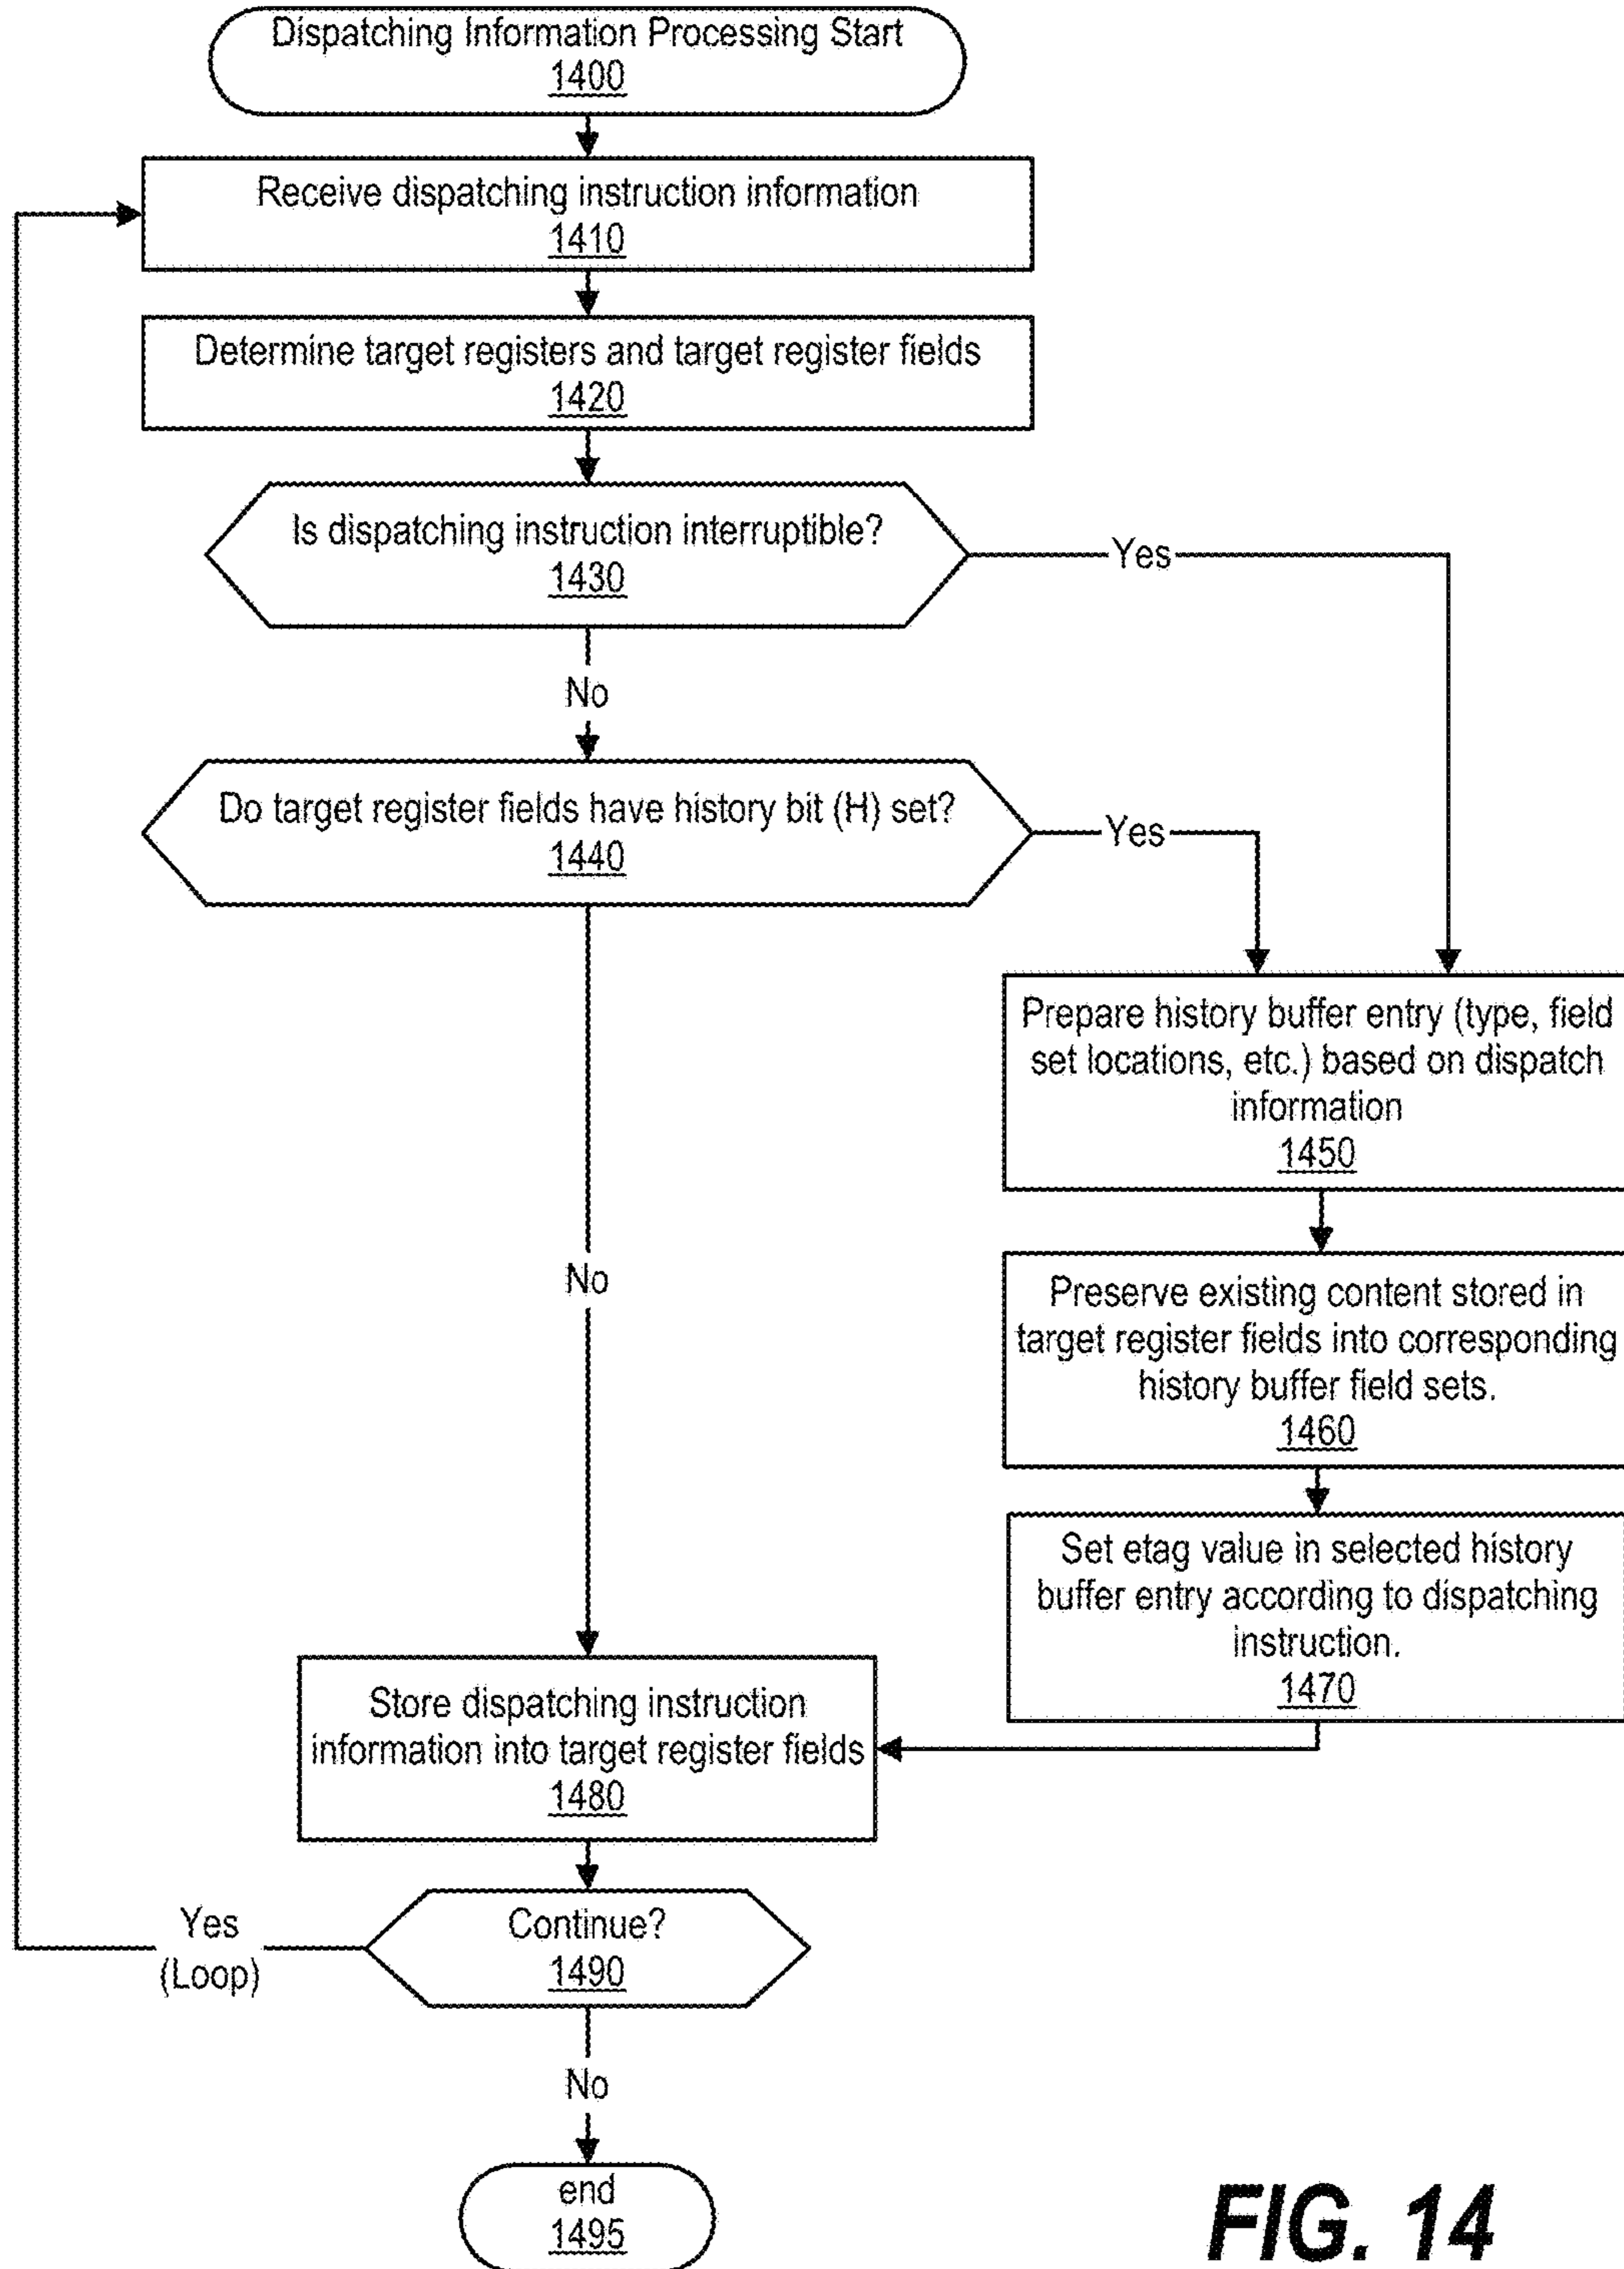 Dispatching Information Processing Start
1400
Receive dispatching instruction information
1410
Determine target registers and target register fields
1420
Is dispatching instruction interruptible?
1430
Yes
No
Do target register fields have history bit (H) set?
1440
Yes
Prepare history buffer entry (type, field
set locations, etc.) based on dispatch
information
1450
No
Preserve existing content stored in
target register fields into corresponding
history buffer field sets.
1460
Set etag value in selected history
buffer entry according to dispatching
instruction.
1470
Store dispatching instruction
information into target register fields
1480
Continue?
1490
Yes
(Loop)
No
end
1495
FIG. 14